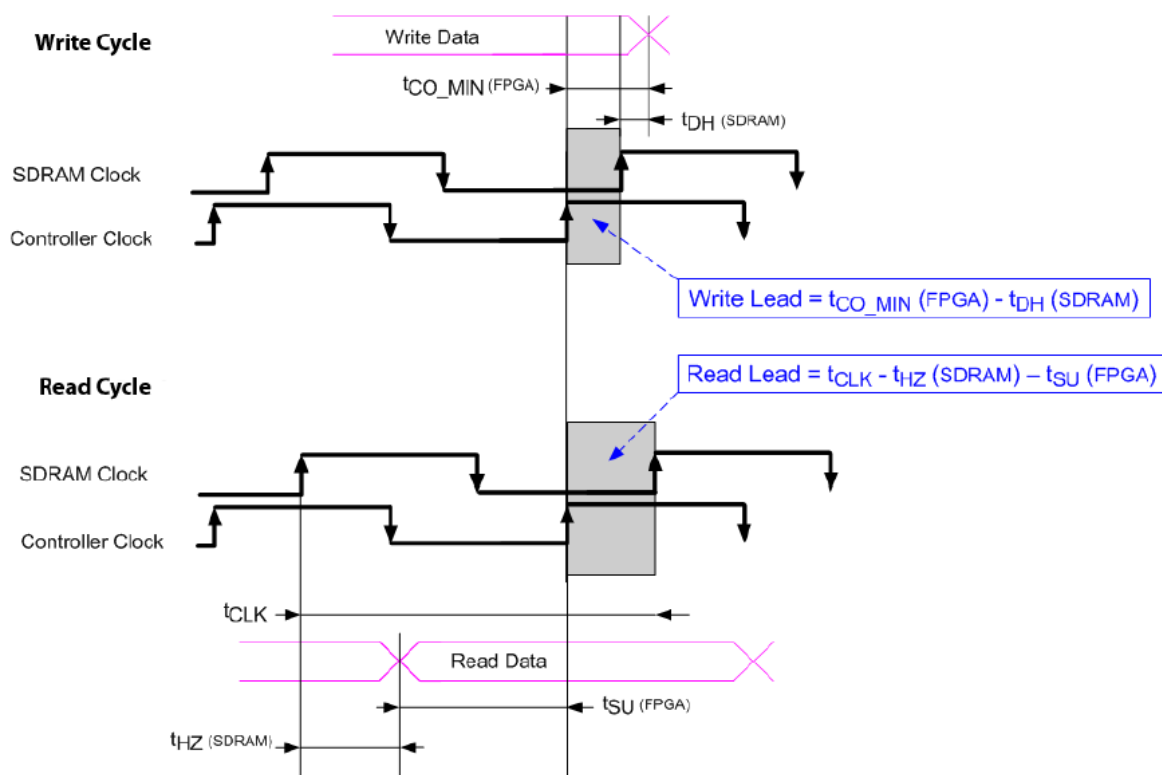 Write Cycle
Write Data
tCO_MIN (FPGA)
tDH (SDRAM)
SDRAM Clock
Controller Clock
Write Lead = tCO_MIN (FPGA) - tDH (SDRAM)
Read Cycle
Read Lead = tCLK - tHZ (SDRAM) – tSU (FPGA)
SDRAM Clock
Controller Clock
tCLK
Read Data
tSU (FPGA)
tHZ (SDRAM)